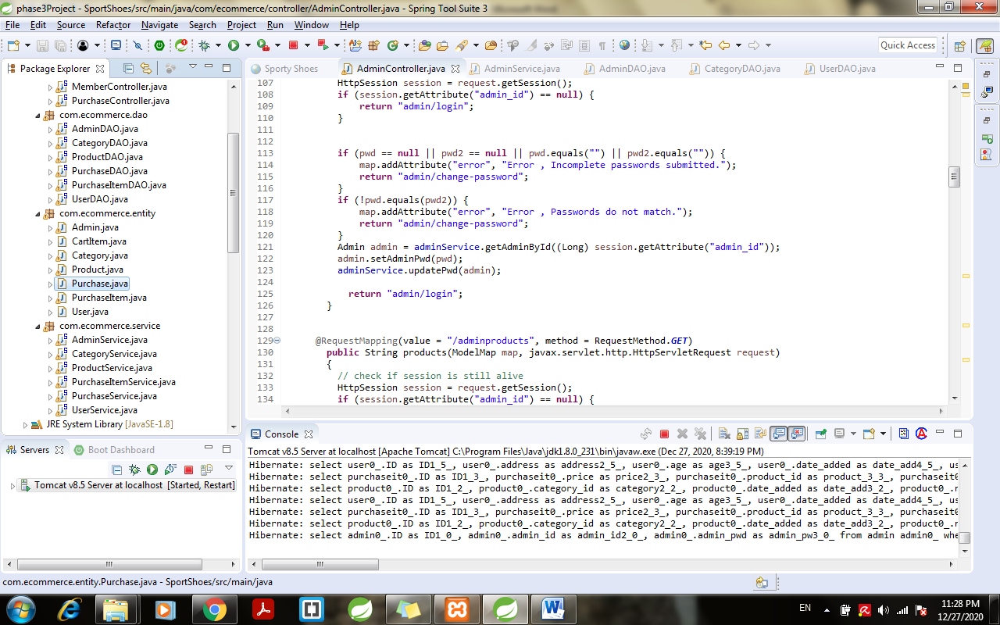 phase3Project - SportShoes/src/main/java/com/ecommerce/controller/AdminController.java - Spring Tool Suite 3
File Edit Source Refactor Navigate Search Project Run Window Help
Quick Access
Package Explorer
MemberController.java
PurchaseController.java
com.ecommerce.dao
AdminDAO.java
CategoryDAO.java
ProductDAO.java
PurchaseDAO.java
PurchaseItemDAO.java
UserDAO.java
com.ecommerce.entity
Admin.java
CartItem.java
Category.java
Product.java
Purchase.java
PurchaseItem.java
User.java
com.ecommerce.service
AdminService.java
CategoryService.java
ProductService.java
PurchaseItemService.java
PurchaseService.java
UserService.java
JRE System Library [JavaSE-1.8]
Servers Boot Dashboard
Tomcat v8.5 Server at localhost [Started, Restart]
Sporty Shoes AdminController.java AdminService.java AdminDAO.java CategoryDAO.java UserDAO.java
107 HttpSession session = request.getSession();
108 if (session.getAttribute("admin_id") == null) {
109 return "admin/login";
110 }
111
112
113 if (pwd == null || pwd2 == null || pwd.equals("") || pwd2.equals("")) {
114 map.addAttribute("error", "Error , Incomplete passwords submitted.");
115 return "admin/change-password";
116 }
117 if (!pwd.equals(pwd2)) {
118 map.addAttribute("error", "Error , Passwords do not match.");
119 return "admin/change-password";
120 }
121 Admin admin = adminService.getAdminById((Long) session.getAttribute("admin_id"));
122 admin.setAdminPwd(pwd);
123 adminService.updatePwd(admin);
124
125 return "admin/login";
126 }
127
128
129 @RequestMapping(value = "/adminproducts", method = RequestMethod.GET)
130 public String products(ModelMap map, javax.servlet.http.HttpServletRequest request)
131 {
132 // check if session is still alive
133 HttpSession session = request.getSession();
134 if (session.getAttribute("admin_id") == null) {
Console
Tomcat v8.5 Server at localhost [Apache Tomcat] C:\Program Files\Java\jdk1.8.0_231\bin\javaw.exe (Dec 27, 2020, 8:39:19 PM)
Hibernate: select user0_.ID as ID1_5_, user0_.address as address2_5_, user0_.age as age3_5_, user0_.date_added as date_add4_5_, us
Hibernate: select purchaseit0_.ID as ID1_3_, purchaseit0_.price as price2_3_, purchaseit0_.product_id as product_3_3_, purchaseit0
Hibernate: select product0_.ID as ID1_2_, product0_.category_id as category2_2_, product0_.date_added as date_add3_2_, product0_.
Hibernate: select user0_.ID as ID1_5_, user0_.address as address2_5_, user0_.age as age3_5_, user0_.date_added as date_add4_5_, us
Hibernate: select purchaseit0_.ID as ID1_3_, purchaseit0_.price as price2_3_, purchaseit0_.product_id as product_3_3_, purchaseit0
Hibernate: select product0_.ID as ID1_2_, product0_.category_id as category2_2_, product0_.date_added as date_add3_2_, product0_.
Hibernate: select admin0_.ID as ID1_0_, admin0_.admin_id as admin_id2_0_, admin0_.admin_pwd as admin_pw3_0_ from admin admin0_ whe
com.ecommerce.entity.Purchase.java - SportShoes/src/main/java
EN
11:28 PM
12/27/2020